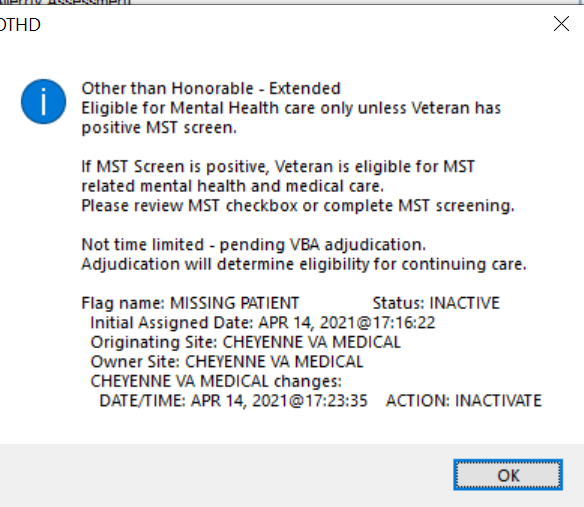 Allergy Assessment
OTHD
Other than Honorable - Extended
Eligible for Mental Health care only unless Veteran has
positive MST screen.
If MST Screen is positive, Veteran is eligible for MST
related mental health and medical care.
Please review MST checkbox or complete MST screening.
Not time limited - pending VBA adjudication.
Adjudication will determine eligibility for continuing care.
Flag name: MISSING PATIENT Status: INACTIVE
Initial Assigned Date: APR 14, 2021@17:16:22
Originating Site: CHEYENNE VA MEDICAL
Owner Site: CHEYENNE VA MEDICAL
CHEYENNE VA MEDICAL changes:
DATE/TIME: APR 14, 2021@17:23:35 ACTION: INACTIVATE
OK